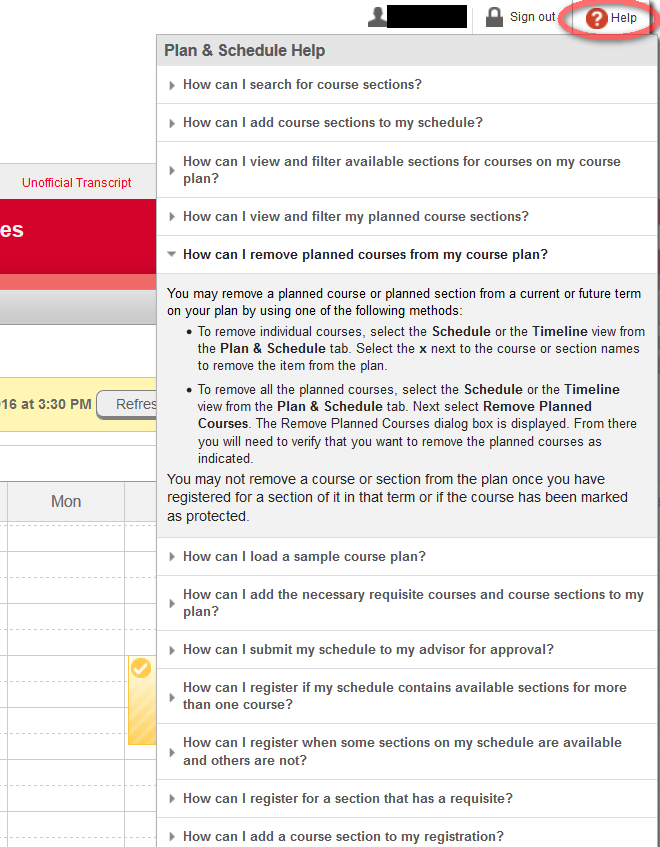 Sign out
? Help
Plan & Schedule Help
How can I search for course sections?
How can I add course sections to my schedule?
How can I view and filter available sections for courses on my course
plan?
Unofficial Transcript
How can I view and filter my planned course sections?
es
How can I remove planned courses from my course plan?
You may remove a planned course or planned section from a current or future term
on your plan by using one of the following methods:
• To remove individual courses, select the Schedule or the Timeline view from
the Plan & Schedule tab. Select the x next to the course or section names
to remove the item from the plan.
• To remove all the planned courses, select the Schedule or the Timeline
view from the Plan & Schedule tab. Next select Remove Planned
Courses. The Remove Planned Courses dialog box is displayed. From there
you will need to verify that you want to remove the planned courses as
indicated.
16 at 3:30 PM Refres
You may not remove a course or section from the plan once you have
registered for a section of it in that term or if the course has been marked
as protected.
Mon
How can I load a sample course plan?
How can I add the necessary requisite courses and course sections to my
plan?
How can I submit my schedule to my advisor for approval?
How can I register if my schedule contains available sections for more
than one course?
How can I register when some sections on my schedule are available
and others are not?
How can I register for a section that has a requisite?
How can I add a course section to my registration?